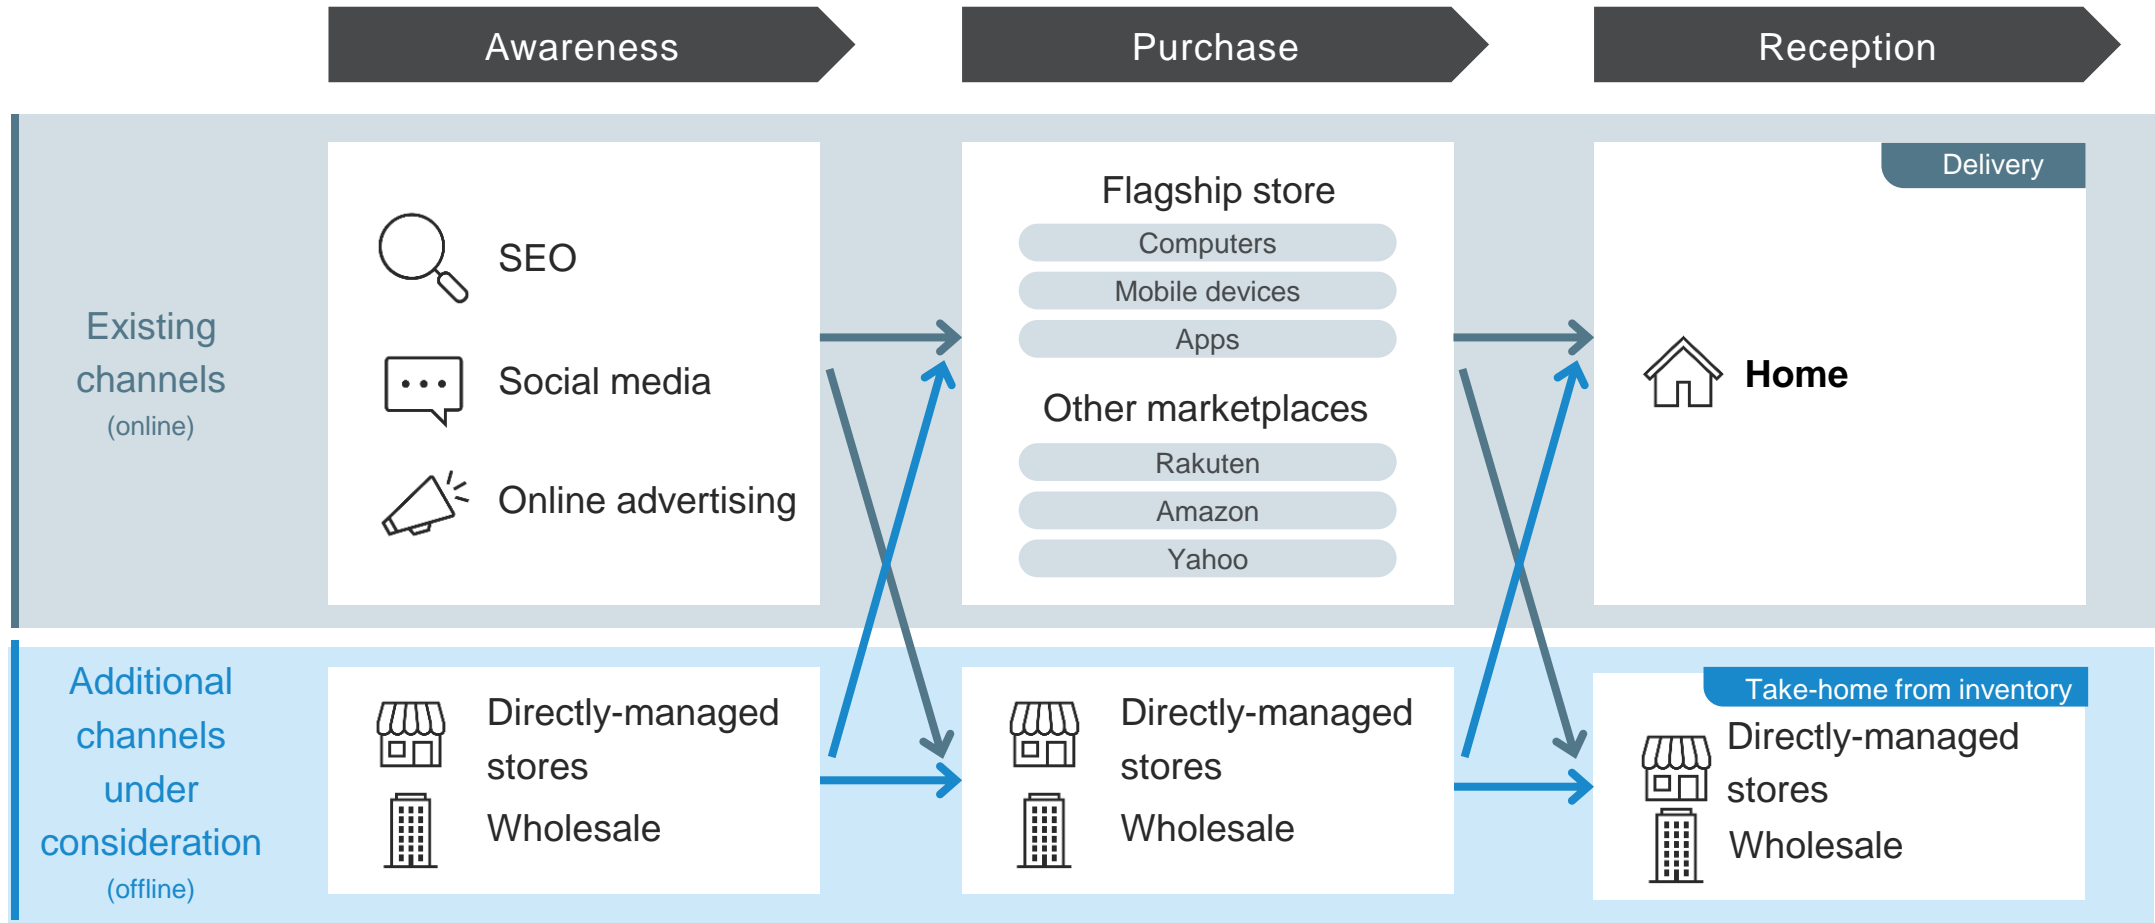 Awareness
Purchase
Reception
Existing
channels
(online)
SEO
Social media
Online advertising
Flagship store
Computers
Mobile devices
Apps
Other marketplaces
Rakuten
Amazon
Yahoo
Delivery
Home
Additional
channels
under
consideration
(offline)
Directly-managed
stores
Wholesale
Directly-managed
stores
Wholesale
Take-home from inventory
Directly-managed
stores
Wholesale